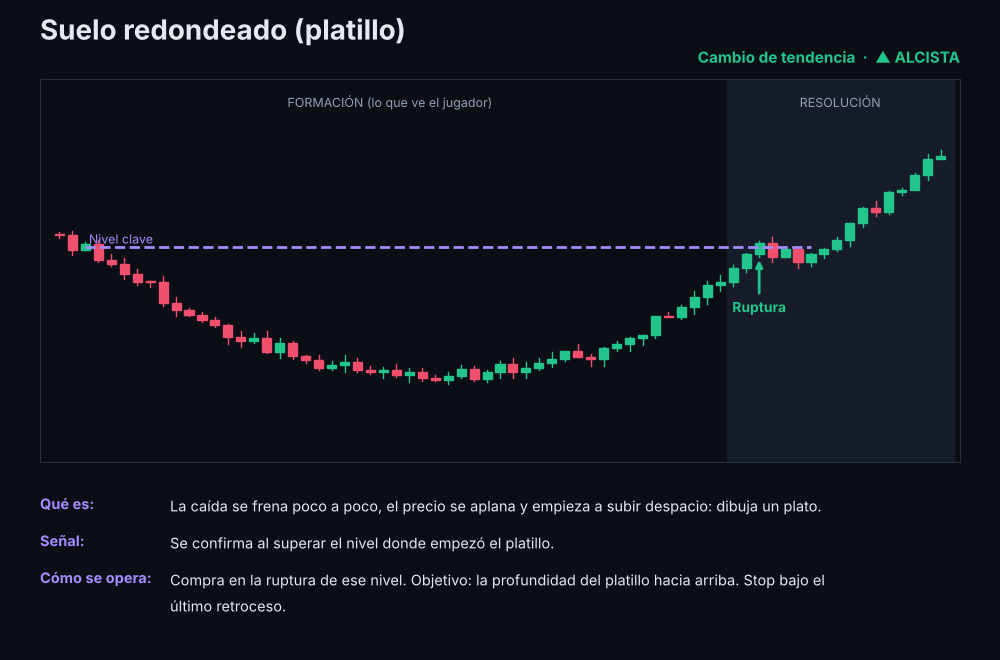 Suelo redondeado (platillo)
Cambio de tendencia · ▲ ALCISTA
FORMACIÓN (lo que ve el jugador)
RESOLUCIÓN
Nivel clave
Ruptura
Qué es: La caída se frena poco a poco, el precio se aplana y empieza a subir despacio: dibuja un plato.
Señal: Se confirma al superar el nivel donde empezó el platillo.
Cómo se opera: Compra en la ruptura de ese nivel. Objetivo: la profundidad del platillo hacia arriba. Stop bajo el
último retroceso.